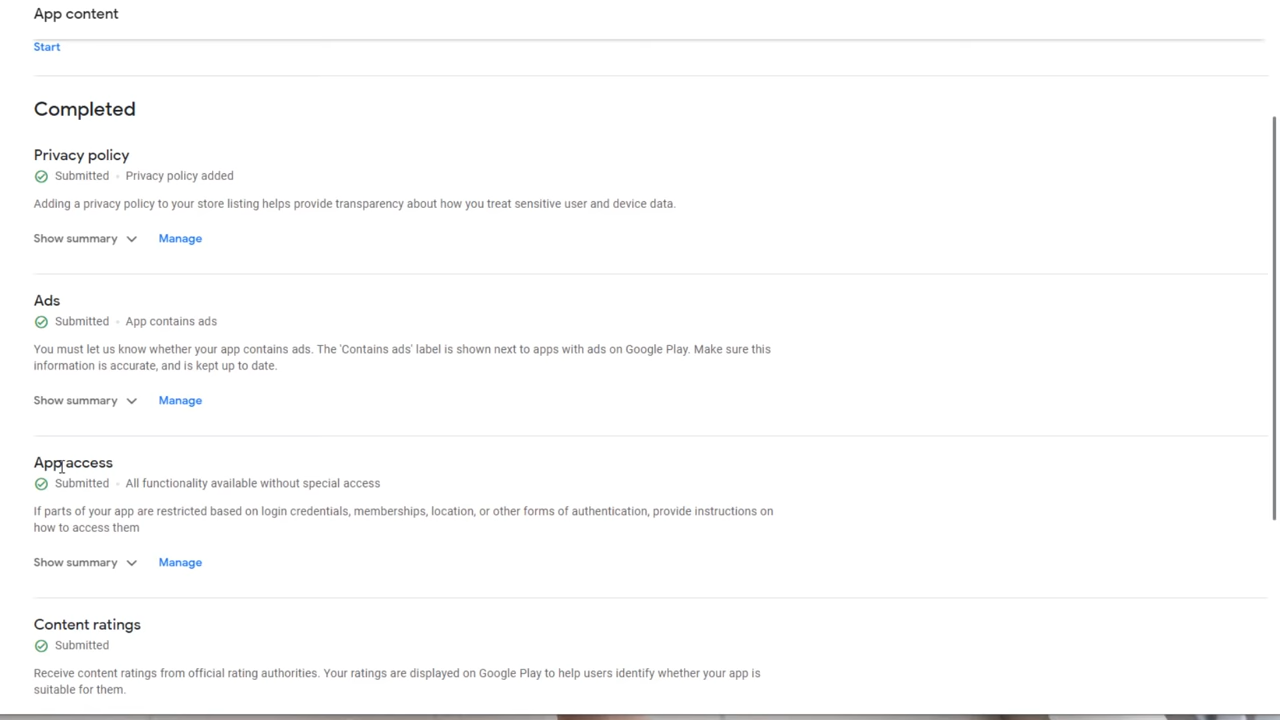 App content
Start
Completed
Privacy policy
Submitted • Privacy policy added
Adding a privacy policy to your store listing helps provide transparency about how you treat sensitive user and device data.
Show summary Manage
Ads
Submitted • App contains ads
You must let us know whether your app contains ads. The 'Contains ads' label is shown next to apps with ads on Google Play. Make sure this
information is accurate, and is kept up to date.
Show summary Manage
App access
Submitted • All functionality available without special access
If parts of your app are restricted based on login credentials, memberships, location, or other forms of authentication, provide instructions on
how to access them
Show summary Manage
Content ratings
Submitted
Receive content ratings from official rating authorities. Your ratings are displayed on Google Play to help users identify whether your app is
suitable for them.